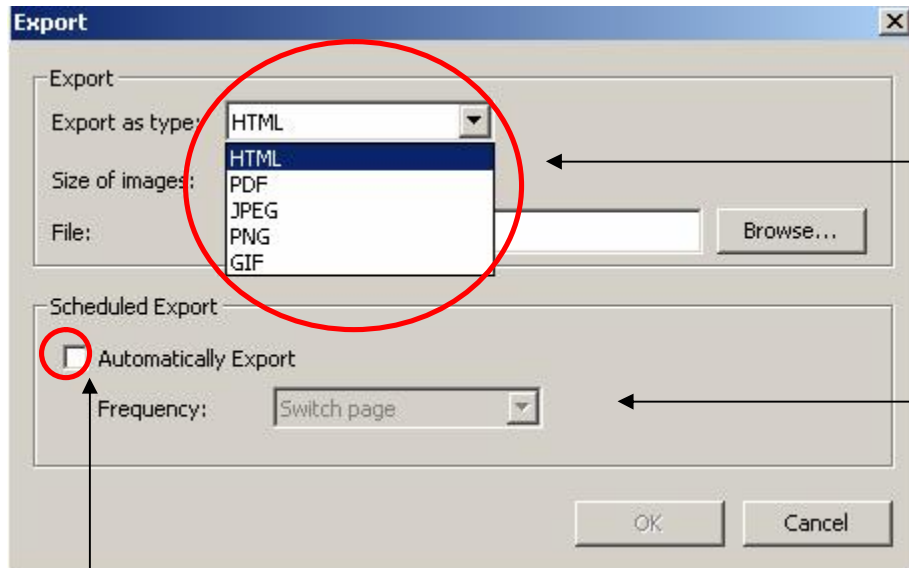 Export
Export
Export as type: HTML
HTML
Size of images:
PDF
JPEG
File:
PNG
Browse...
GIF
Scheduled Export
Automatically Export
Frequency: Switch page
OK Cancel